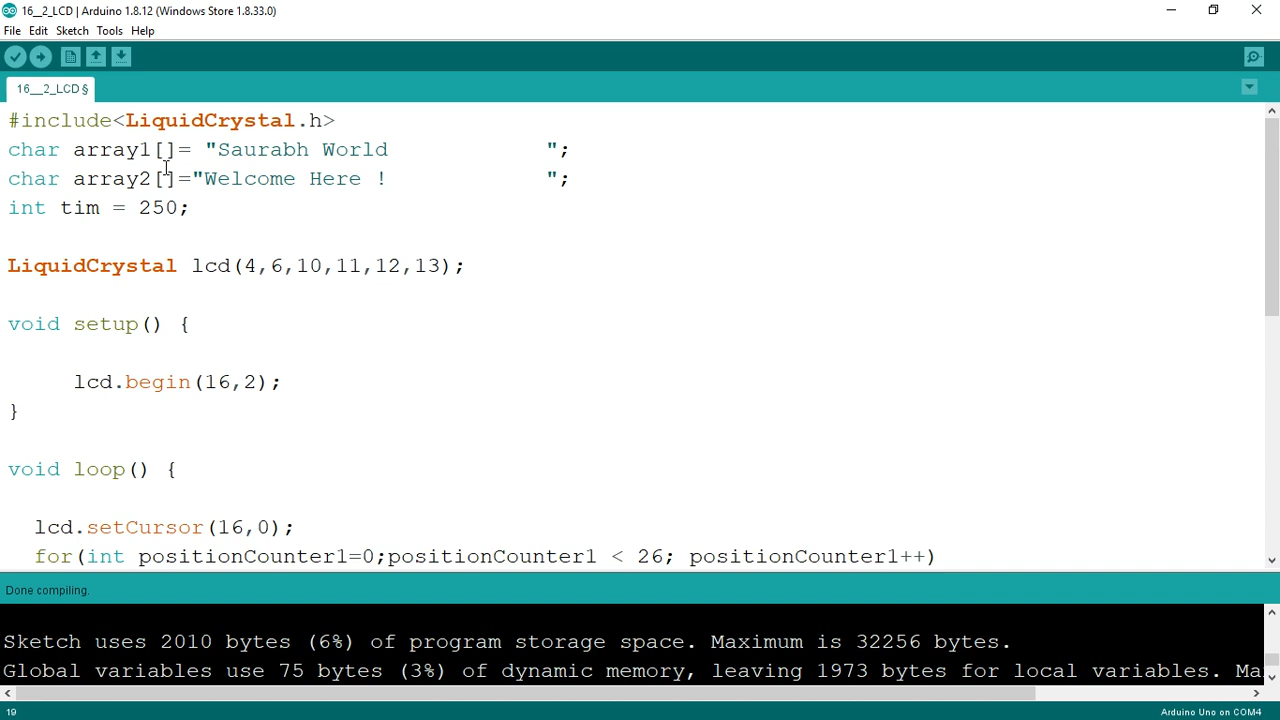 16__2_LCD | Arduino 1.8.12 (Windows Store 1.8.33.0)
File Edit Sketch Tools Help
16__2_LCD §
#include<LiquidCrystal.h>
char array1[]= "Saurabh World            ";
char array2[]="Welcome Here !            ";
int tim = 250;
LiquidCrystal lcd(4,6,10,11,12,13);
void setup() {
lcd.begin(16,2);
}
void loop() {
lcd.setCursor(16,0);
for(int positionCounter1=0;positionCounter1 < 26; positionCounter1++)
Done compiling.
Sketch uses 2010 bytes (6%) of program storage space. Maximum is 32256 bytes.
Global variables use 75 bytes (3%) of dynamic memory, leaving 1973 bytes for local variables. Ma
19
Arduino Uno on COM4